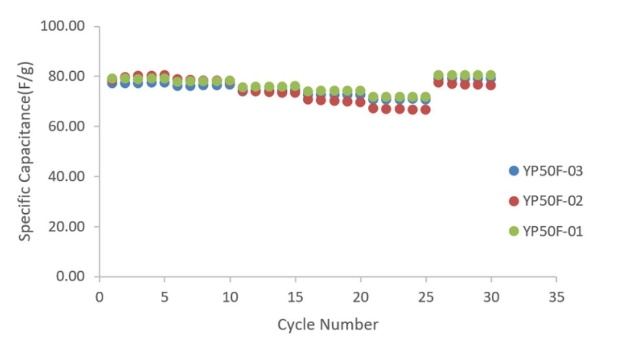 100.00
80.00
60.00
40.00
20.00
0.00
Specific Capacitance(F/g)
YP50F-03
YP50F-02
YP50F-01
0 5 10 15 20 25 30 35
Cycle Number